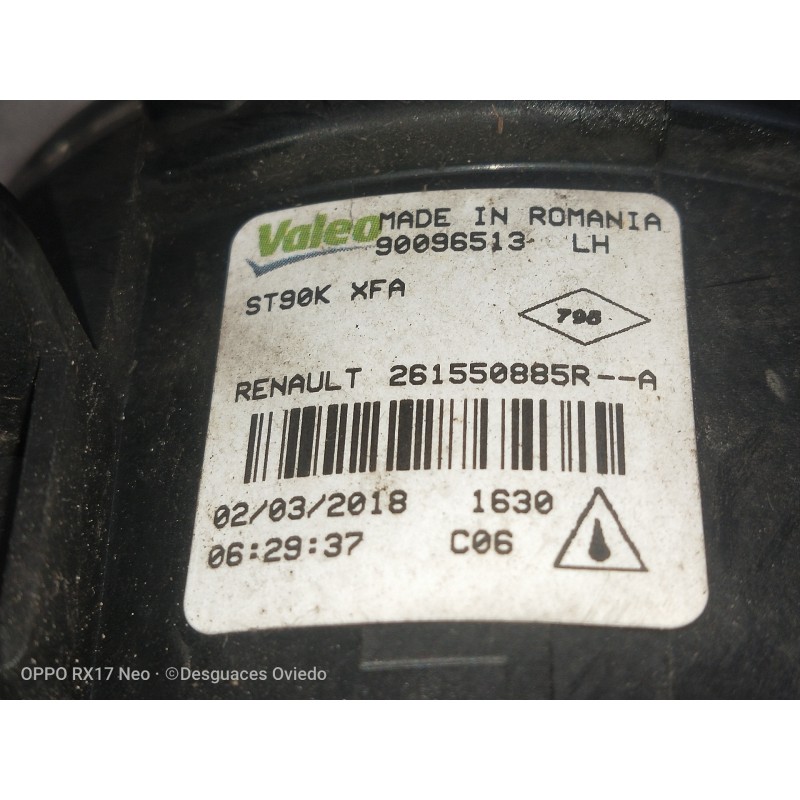 Valeo MADE IN ROMANIA
90096513 LH
ST90K XFA
795
RENAULT 261550885R--A
02/03/2018 1630
06:29:37 C06
OPPO RX17 Neo · ©Desguaces Oviedo